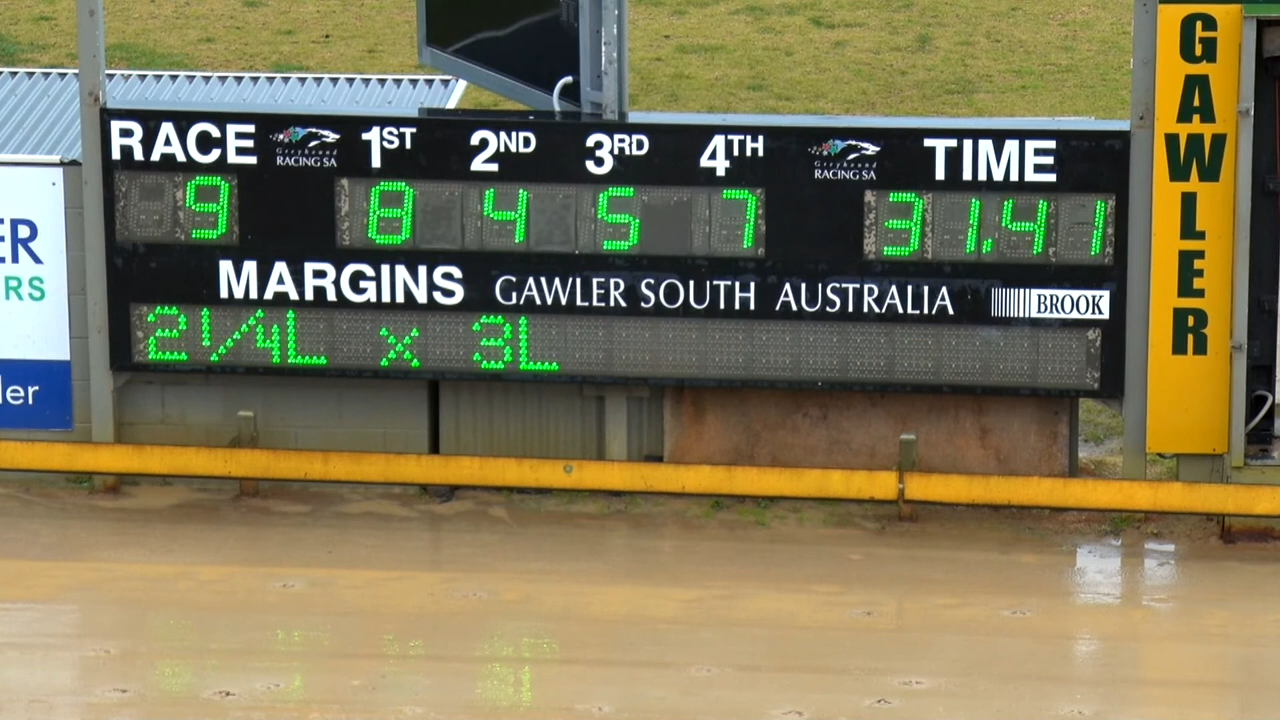 RACE Greyhound RACING SA 1ST 2ND 3RD 4TH Greyhound RACING SA TIME
9 8 4 5 7 31.41
MARGINS GAWLER SOUTH AUSTRALIA BROOK
2 1/4L x 3L
GAWLER
ER
RS
ler